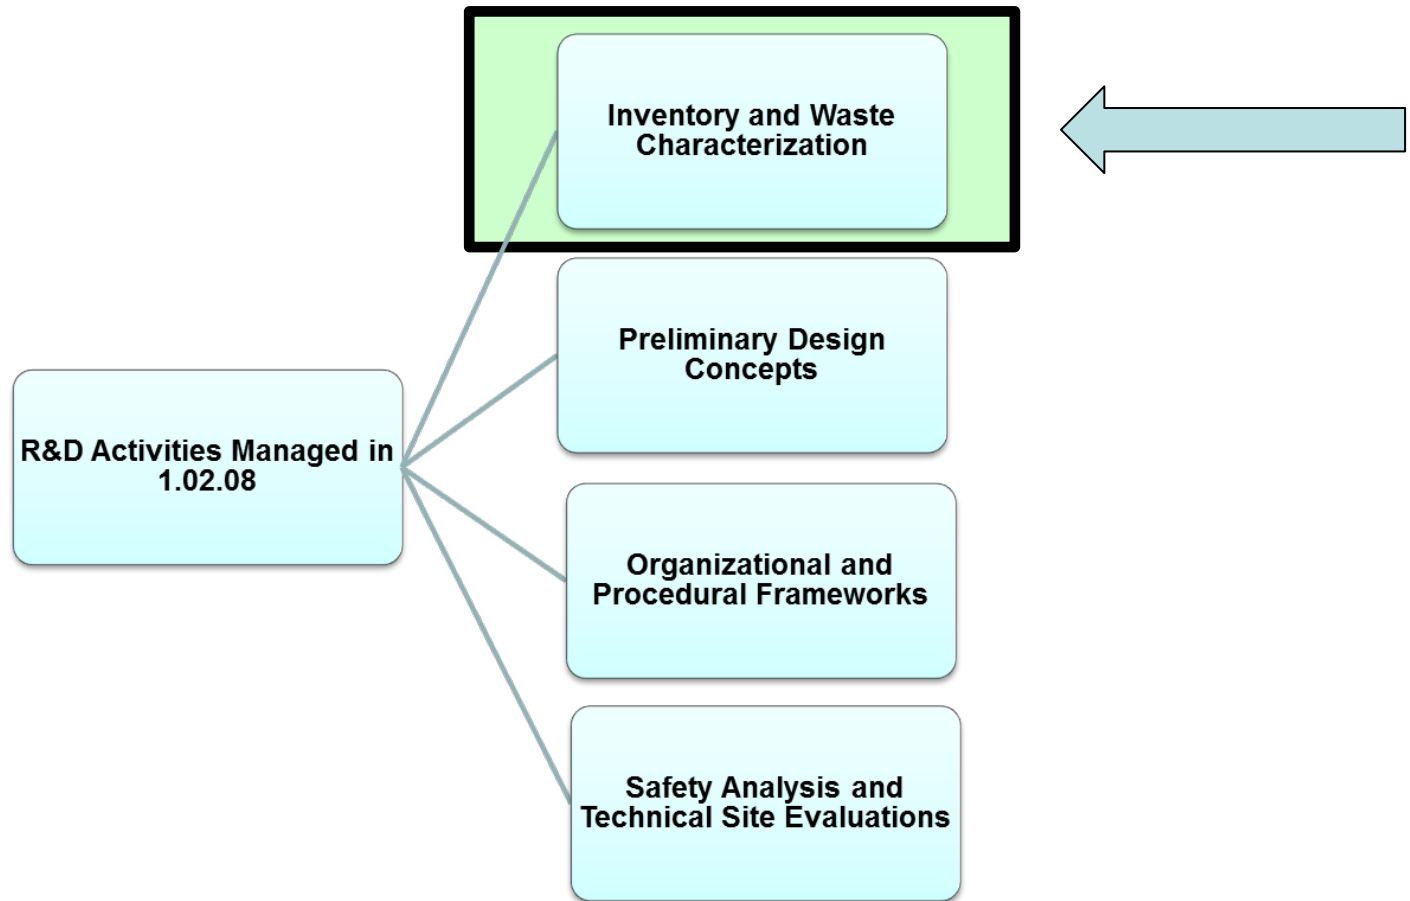 Inventory and Waste
Characterization
Preliminary Design
Concepts
R&D Activities Managed in
1.02.08
Organizational and
Procedural Frameworks
Safety Analysis and
Technical Site Evaluations